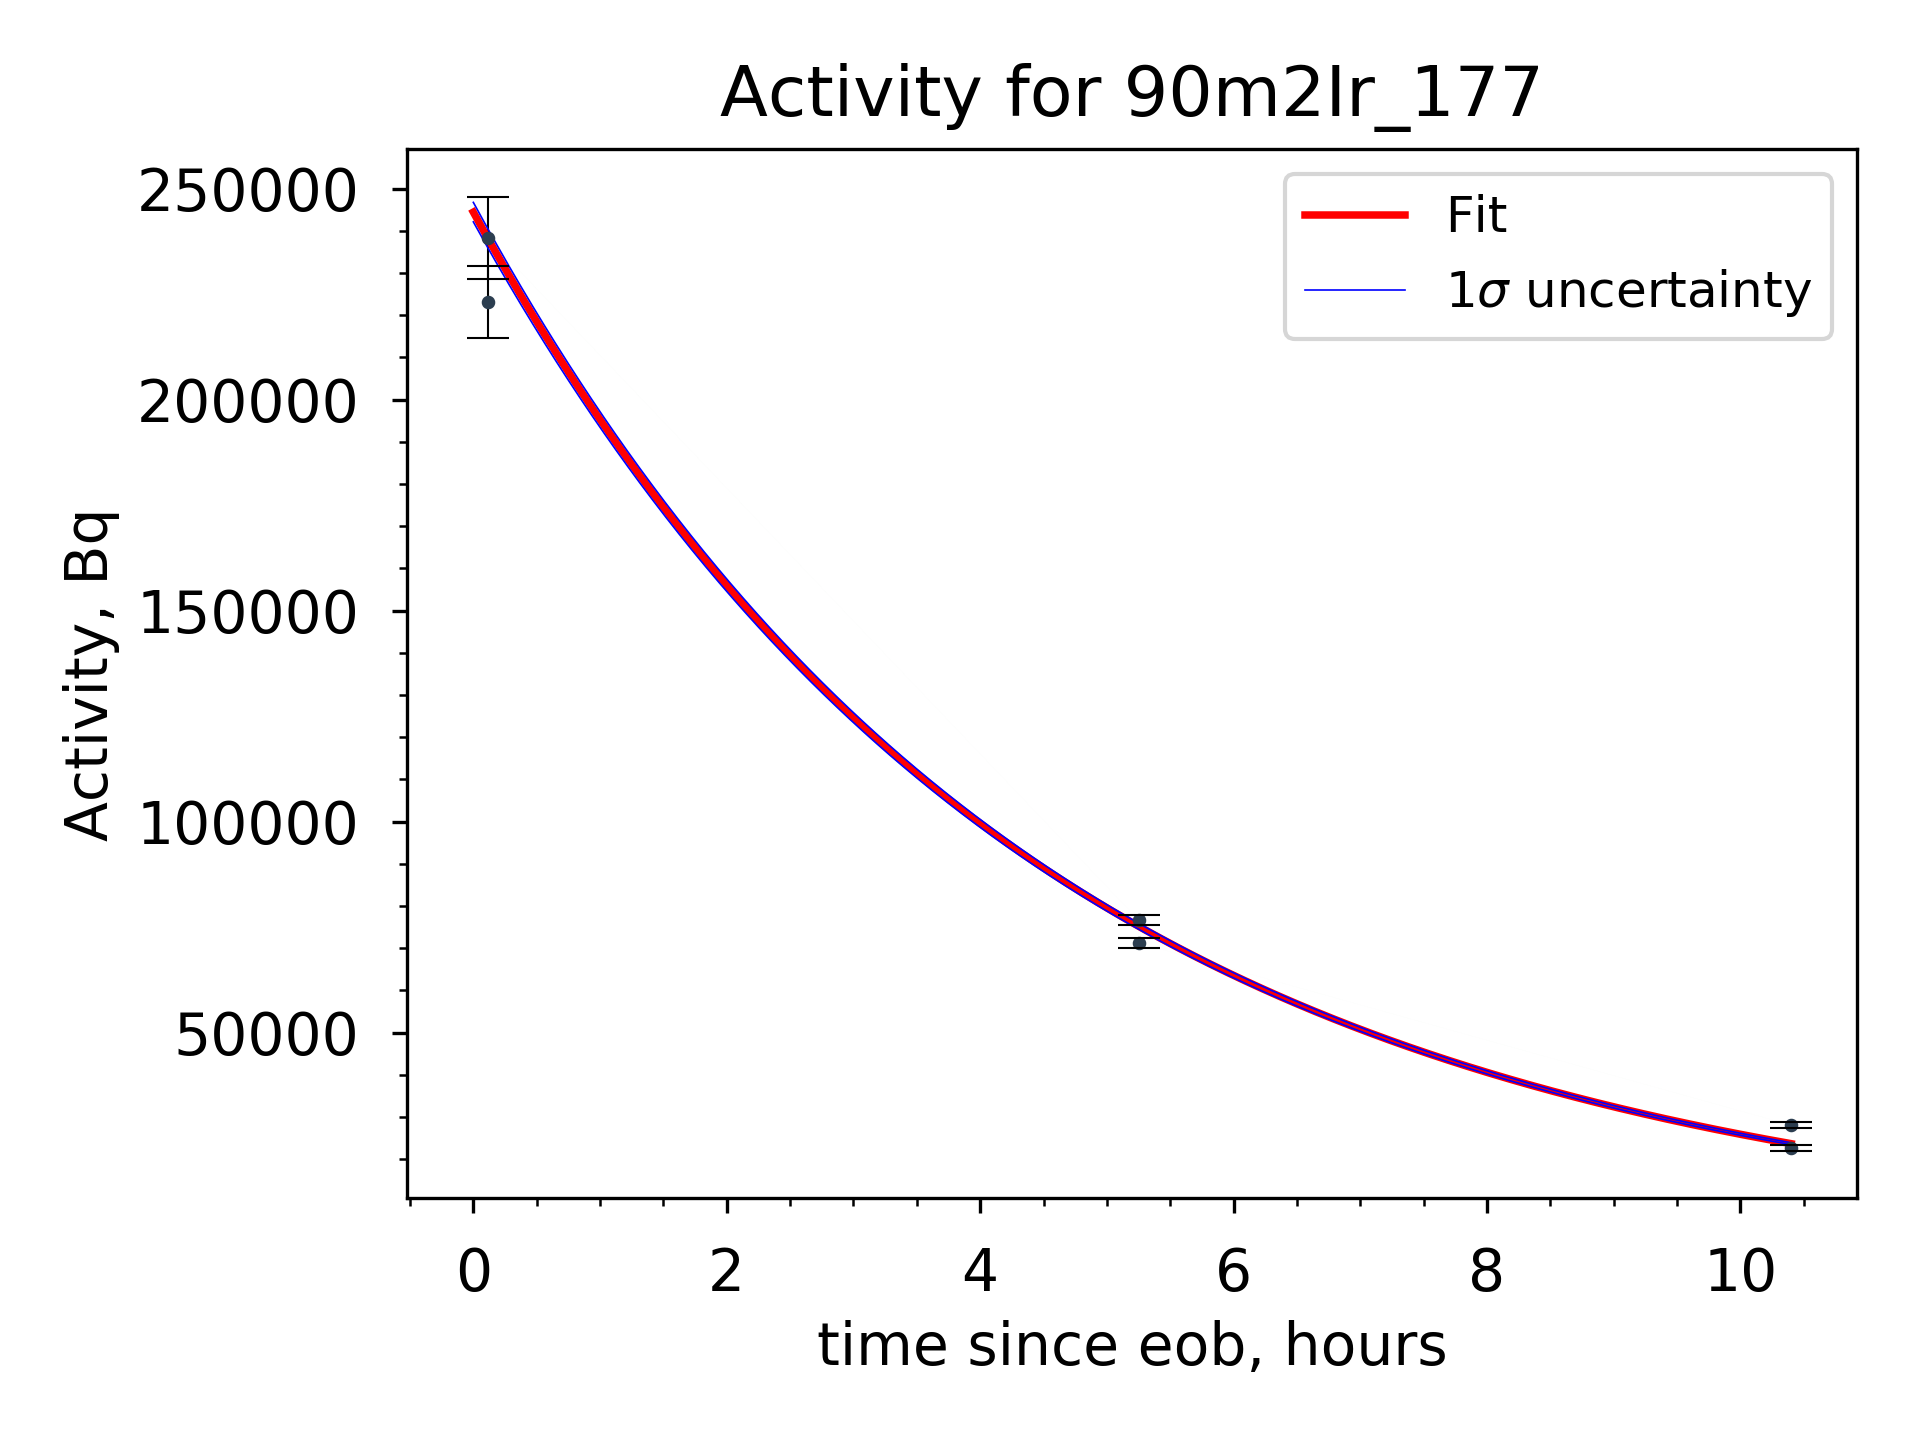 Activity for 90m2Ir_177
Fit
1σ uncertainty
Activity, Bq
250000
200000
150000
100000
50000
0 2 4 6 8 10
time since eob, hours